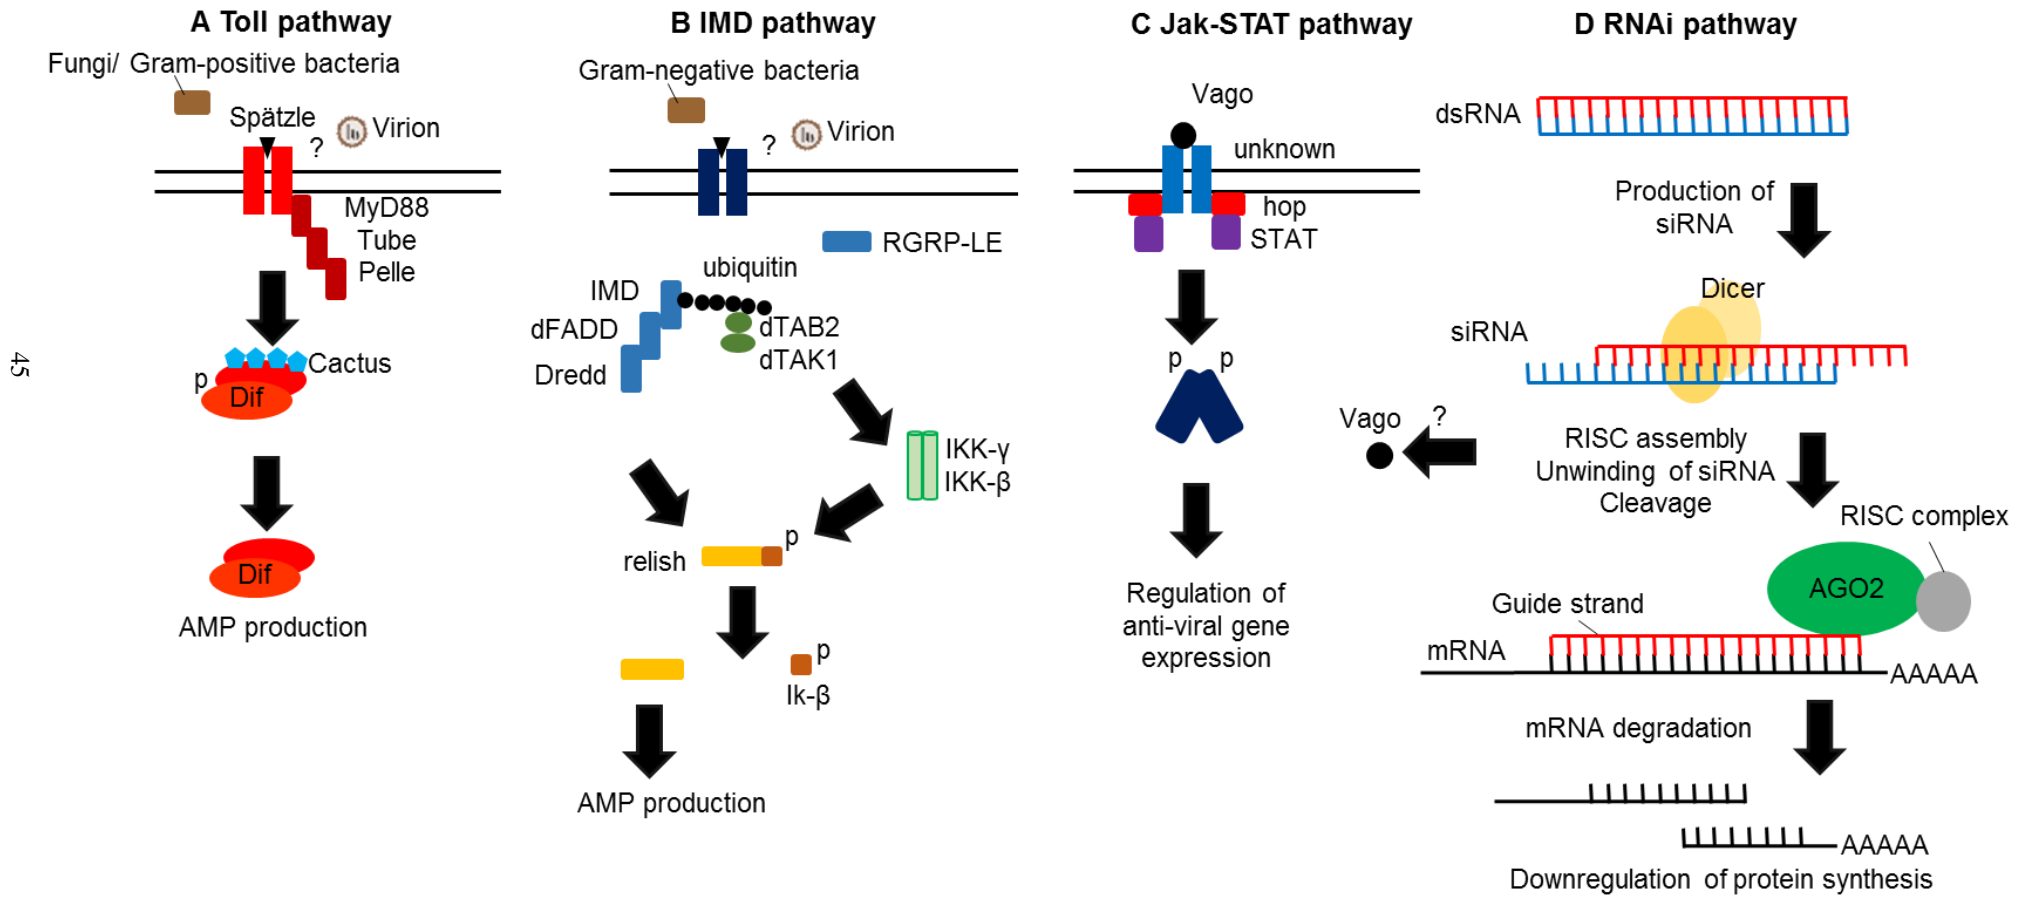 A Toll pathway
Fungi/ Gram-positive bacteria
Spätzle
?
Virion
MyD88
Tube
Pelle
Cactus
p
Dif
Dif
AMP production
45
B IMD pathway
Gram-negative bacteria
?
Virion
RGRP-LE
ubiquitin
IMD
dFADD
Dredd
dTAB2
dTAK1
IKK-γ
IKK-β
p
relish
p
Ik-β
AMP production
C Jak-STAT pathway
Vago
unknown
hop
STAT
p p
Regulation of
anti-viral gene
expression
Vago ?
D RNAi pathway
dsRNA
Production of
siRNA
Dicer
siRNA
RISC assembly
Unwinding of siRNA
Cleavage
RISC complex
AGO2
Guide strand
mRNA
AAAAA
mRNA degradation
AAAAA
Downregulation of protein synthesis